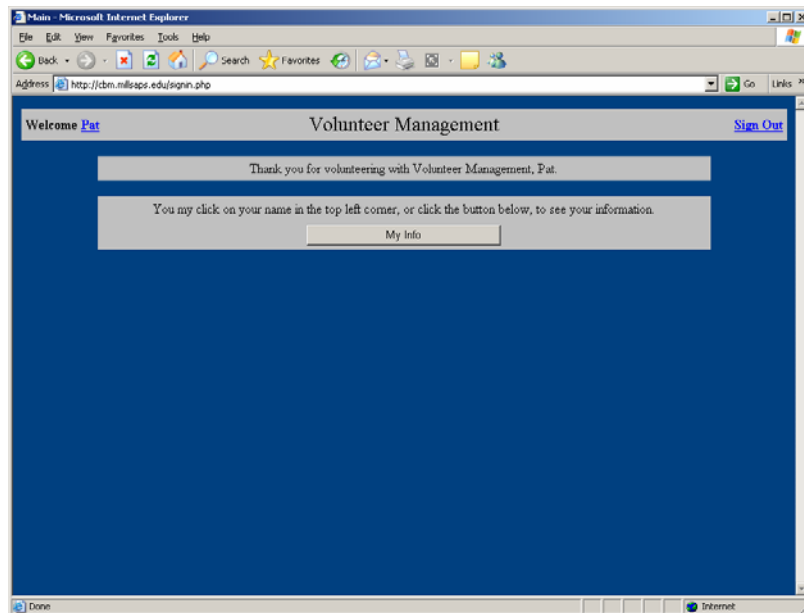 Main - Microsoft Internet Explorer
File Edit View Favorites Tools Help
Back Search Favorites
Address http://cbm.millsaps.edu/signin.php Go Links »
Welcome Pat Volunteer Management Sign Out
Thank you for volunteering with Volunteer Management, Pat.
You my click on your name in the top left corner, or click the button below, to see your information.
My Info
Done Internet